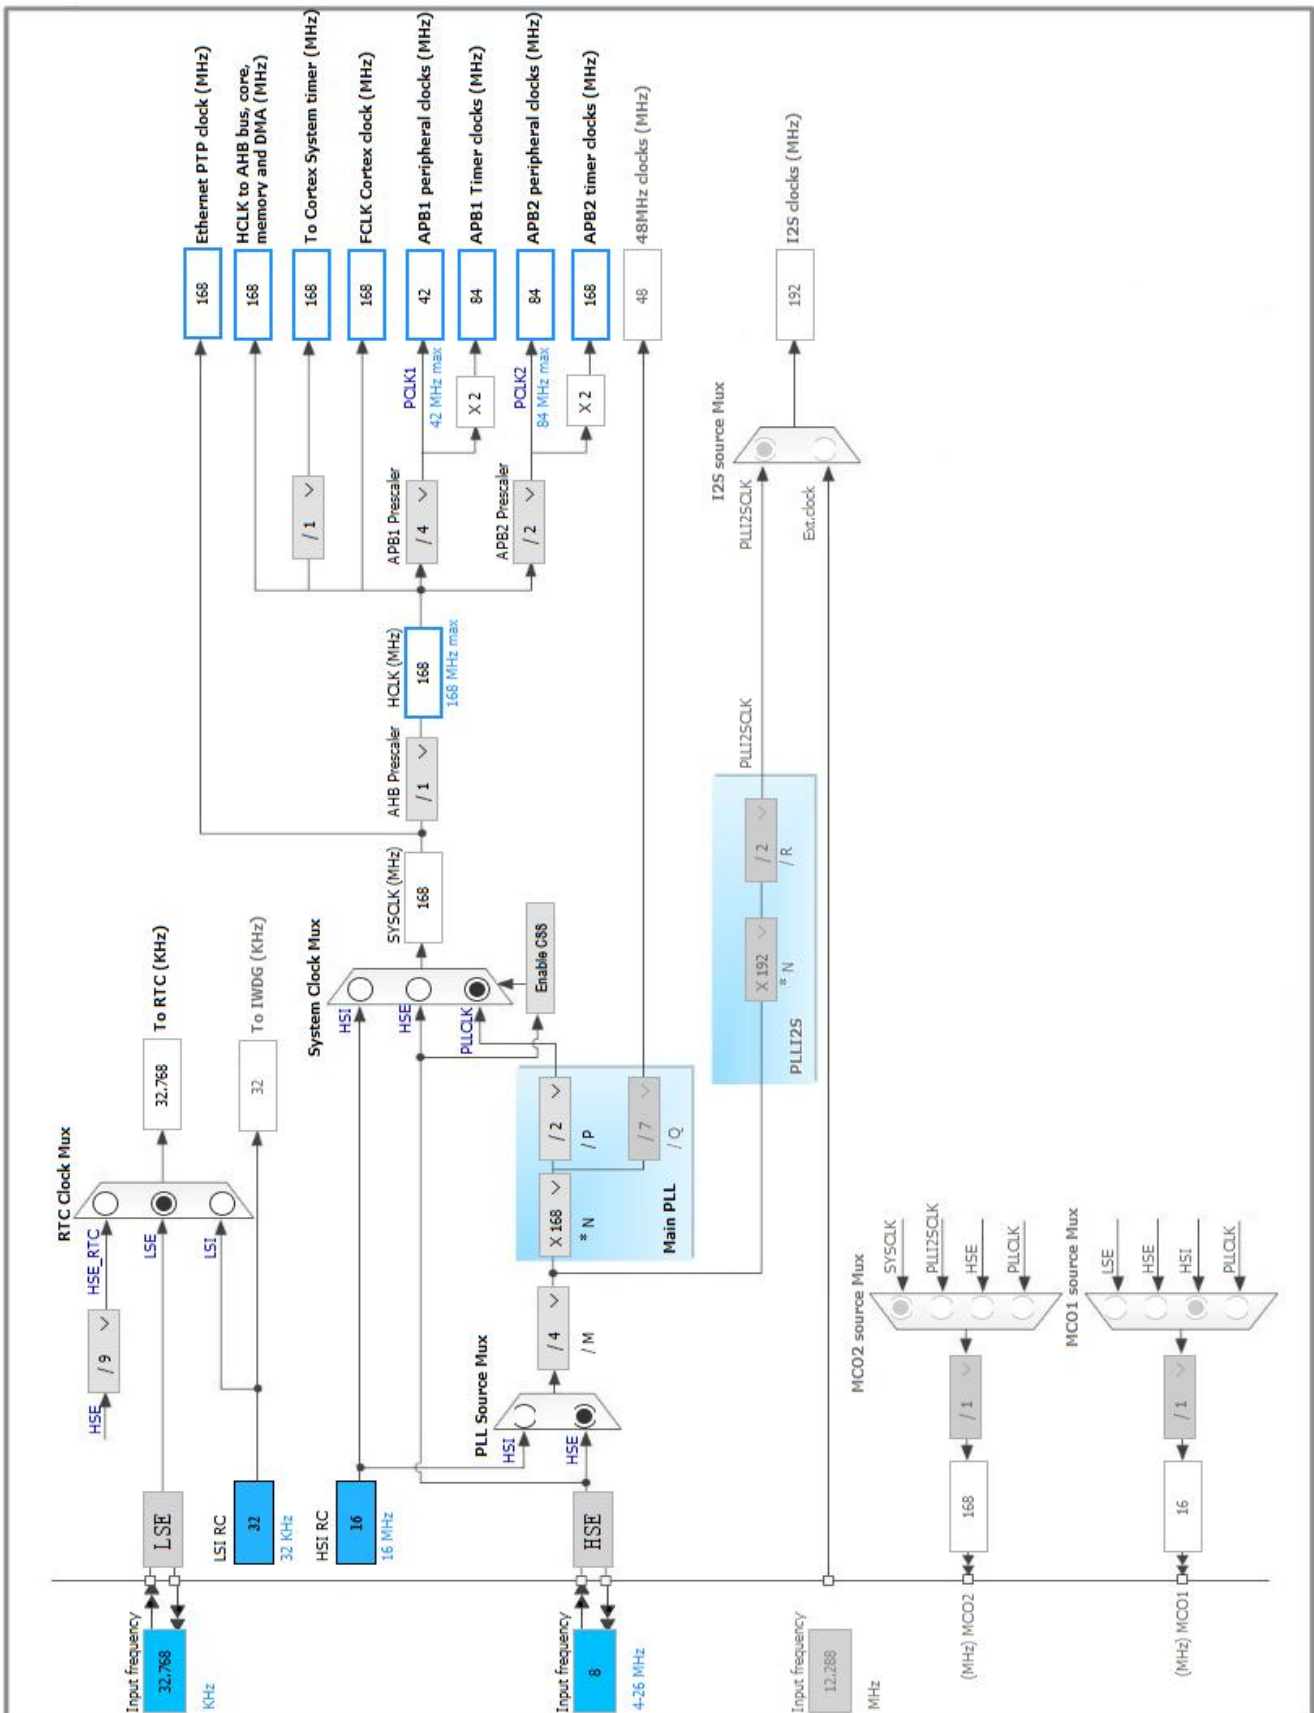 RTC Clock Mux
HSE
/ 9
HSE_RTC
Input frequency
32.768
KHz
LSE
LSE
32.768
To RTC (KHz)
LSI RC
32
32 KHz
LSI
32
To IWDG (KHz)
HSI RC
16
16 MHz
System Clock Mux
HSI
HSE
PLLCLK
Enable CSS
SYSCLK (MHz)
168
AHB Prescaler
/ 1
HCLK (MHz)
168
168 MHz max
168
Ethernet PTP clock (MHz)
168
HCLK to AHB bus, core,
memory and DMA (MHz)
/ 1
168
To Cortex System timer (MHz)
168
FCLK Cortex clock (MHz)
APB1 Prescaler
/ 4
PCLK1
42 MHz max
42
APB1 peripheral clocks (MHz)
X 2
84
APB1 Timer clocks (MHz)
APB2 Prescaler
/ 2
PCLK2
84 MHz max
84
APB2 peripheral clocks (MHz)
X 2
168
APB2 timer clocks (MHz)
48
48MHz clocks (MHz)
PLL Source Mux
HSI
HSE
Input frequency
8
4-26 MHz
HSE
/ 4
/ M
X 168
* N
/ 2
/ P
/ 7
/ Q
Main PLL
PLLI2S
X 192
* N
/ 2
/ R
PLLI2SCLK
PLLI2SCLK
I2S source Mux
Ext.clock
192
I2S clocks (MHz)
Input frequency
12.288
MHz
MCO2 source Mux
SYSCLK
PLLI2SCLK
HSE
PLLCLK
/ 1
168
(MHz) MCO2
MCO1 source Mux
LSE
HSE
HSI
PLLCLK
/ 1
16
(MHz) MCO1